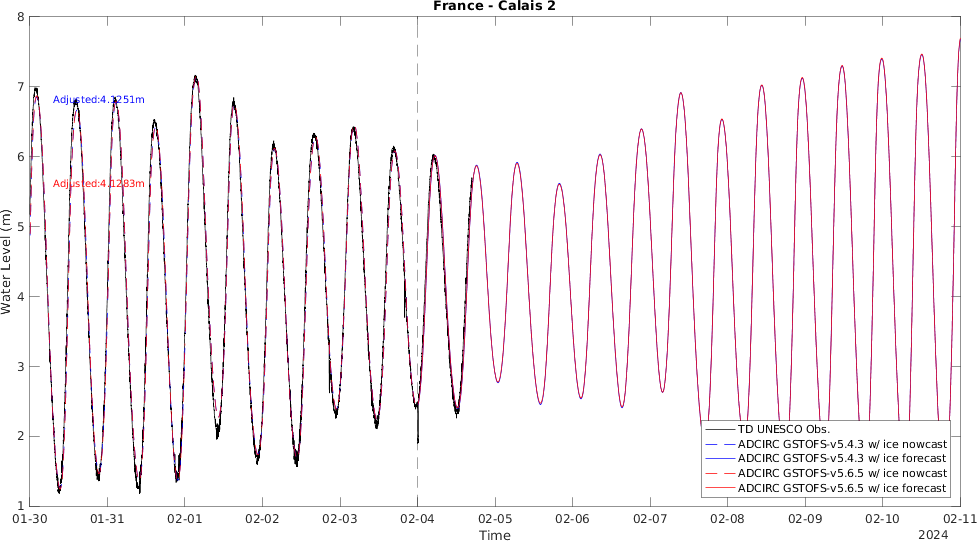 France - Calais 2
8
7
6
5
4
3
2
1
Water Level (m)
Adjusted:4.1251m
Adjusted:4.1283m
TD UNESCO Obs.
ADCIRC GSTOFS-v5.4.3 w/ ice nowcast
ADCIRC GSTOFS-v5.4.3 w/ ice forecast
ADCIRC GSTOFS-v5.6.5 w/ ice nowcast
ADCIRC GSTOFS-v5.6.5 w/ ice forecast
01-30 01-31 02-01 02-02 02-03 02-04 02-05 02-06 02-07 02-08 02-09 02-10 02-11
Time
2024